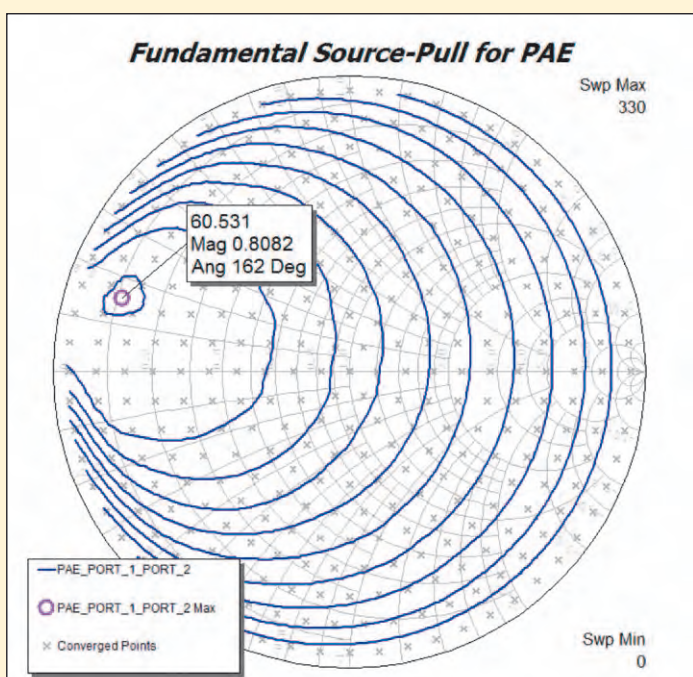 Fundamental Source-Pull for PAE
Swp Max
330
60.531
Mag 0.8082
Ang 162 Deg
PAE_PORT_1_PORT_2
PAE_PORT_1_PORT_2 Max
Converged Points
Swp Min
0